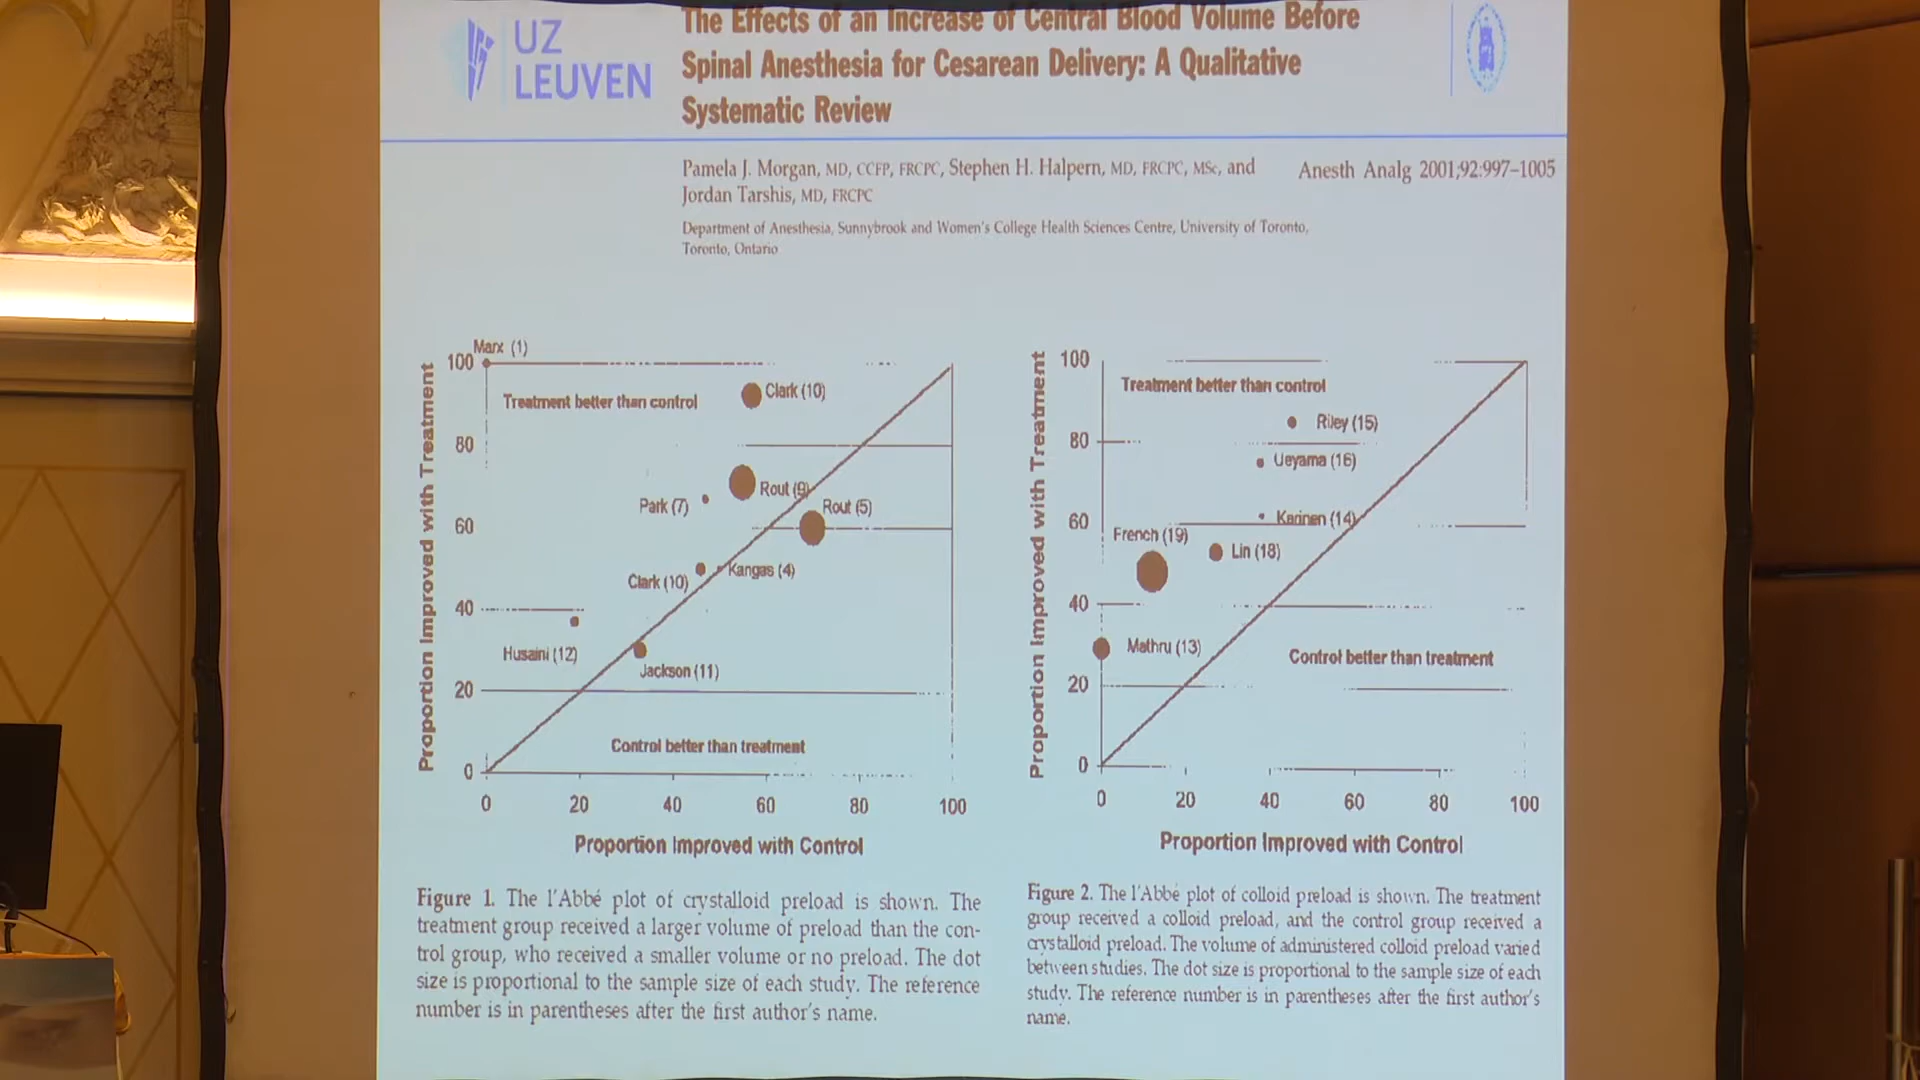 UZ
LEUVEN
The Effects of an Increase of Central Blood Volume Before
Spinal Anesthesia for Cesarean Delivery: A Qualitative
Systematic Review
Pamela J. Morgan, MD, CCFP, FRCPC, Stephen H. Halpern, MD, FRCPC, MSc, and
Jordan Tarshis, MD, FRCPC
Anesth Analg 2001;92:997–1005
Department of Anesthesia, Sunnybrook and Women's College Health Sciences Centre, University of Toronto,
Toronto, Ontario
Proportion Improved with Treatment
100
80
60
40
20
0
Marx (1)
Treatment better than control
Clark (10)
Park (7)
Rout (9)
Rout (5)
Clark (10)
Kangas (4)
Husaini (12)
Jackson (11)
Control better than treatment
0 20 40 60 80 100
Proportion Improved with Control
Figure 1. The l'Abbé plot of crystalloid preload is shown. The
treatment group received a larger volume of preload than the con-
trol group, who received a smaller volume or no preload. The dot
size is proportional to the sample size of each study. The reference
number is in parentheses after the first author's name.
Proportion Improved with Treatment
100
80
60
40
20
0
Treatment better than control
Riley (15)
Ueyama (16)
Karinen (14)
French (19)
Lin (18)
Mathru (13)
Control better than treatment
0 20 40 60 80 100
Proportion Improved with Control
Figure 2. The l'Abbé plot of colloid preload is shown. The treatment
group received a colloid preload, and the control group received a
crystalloid preload. The volume of administered colloid preload varied
between studies. The dot size is proportional to the sample size of each
study. The reference number is in parentheses after the first author's
name.